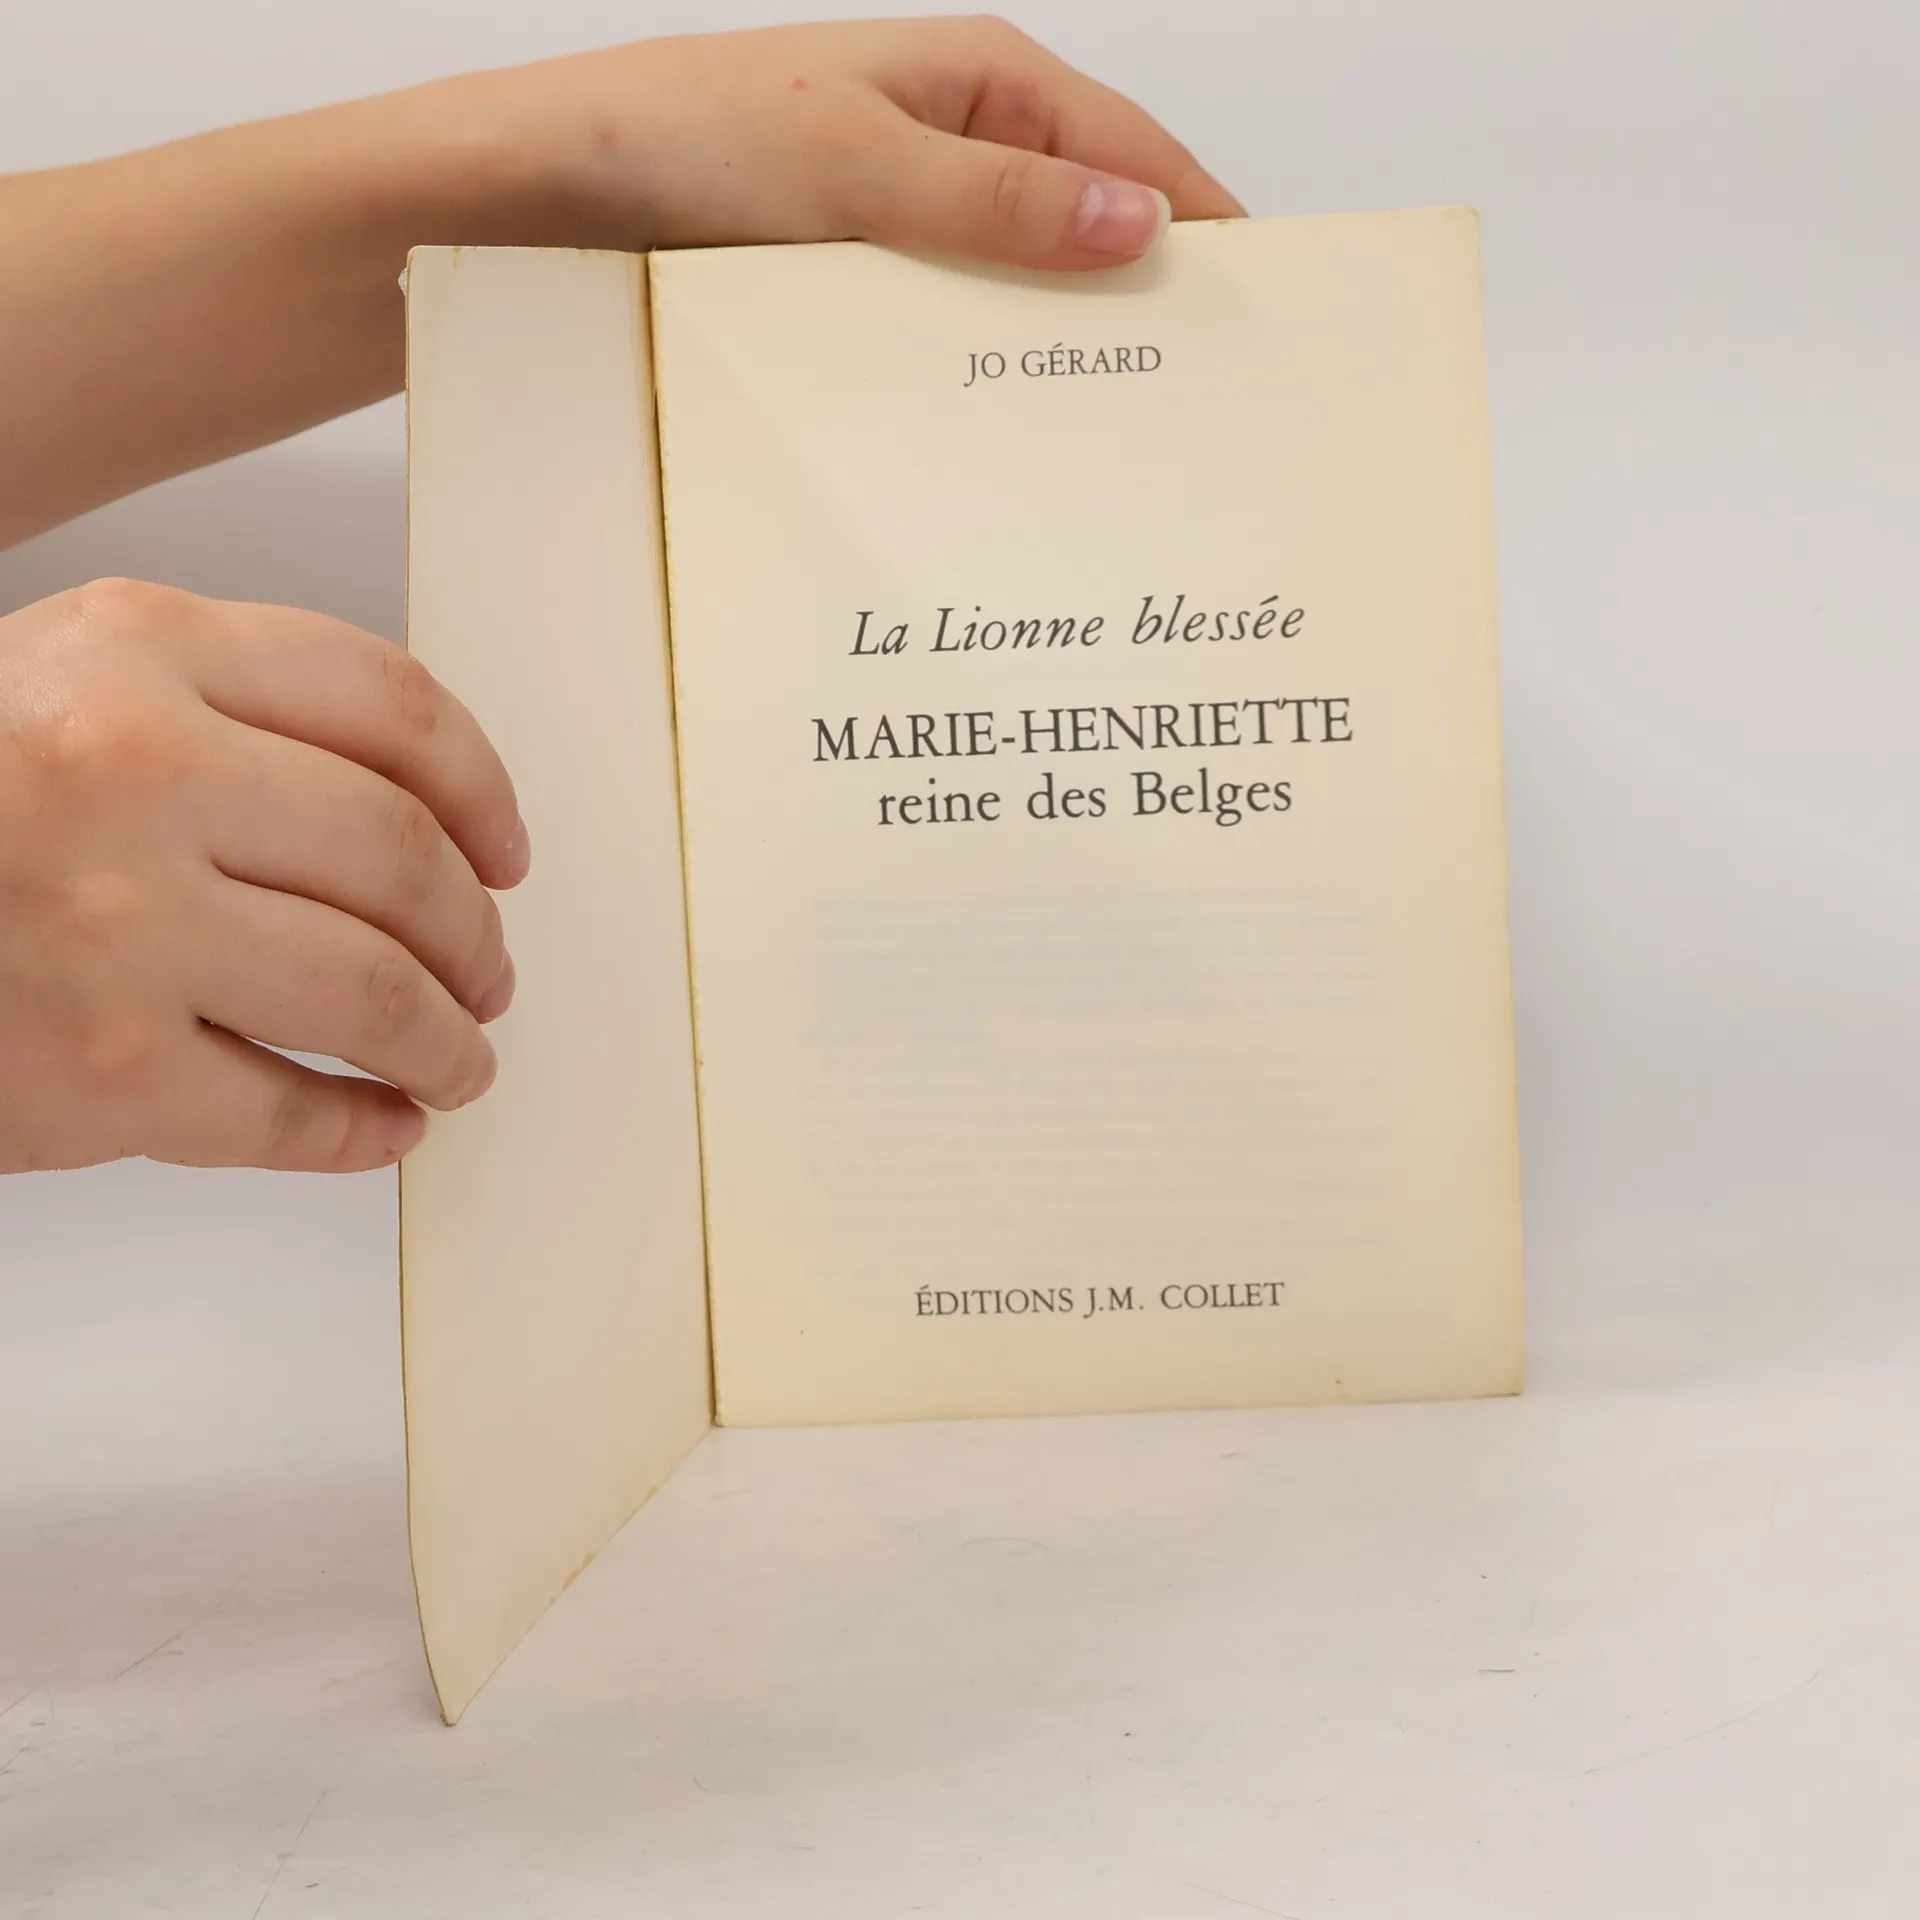 JO GÉRARD
La Lionne blessée
MARIE-HENRIETTE
reine des Belges
ÉDITIONS J.M. COLLET